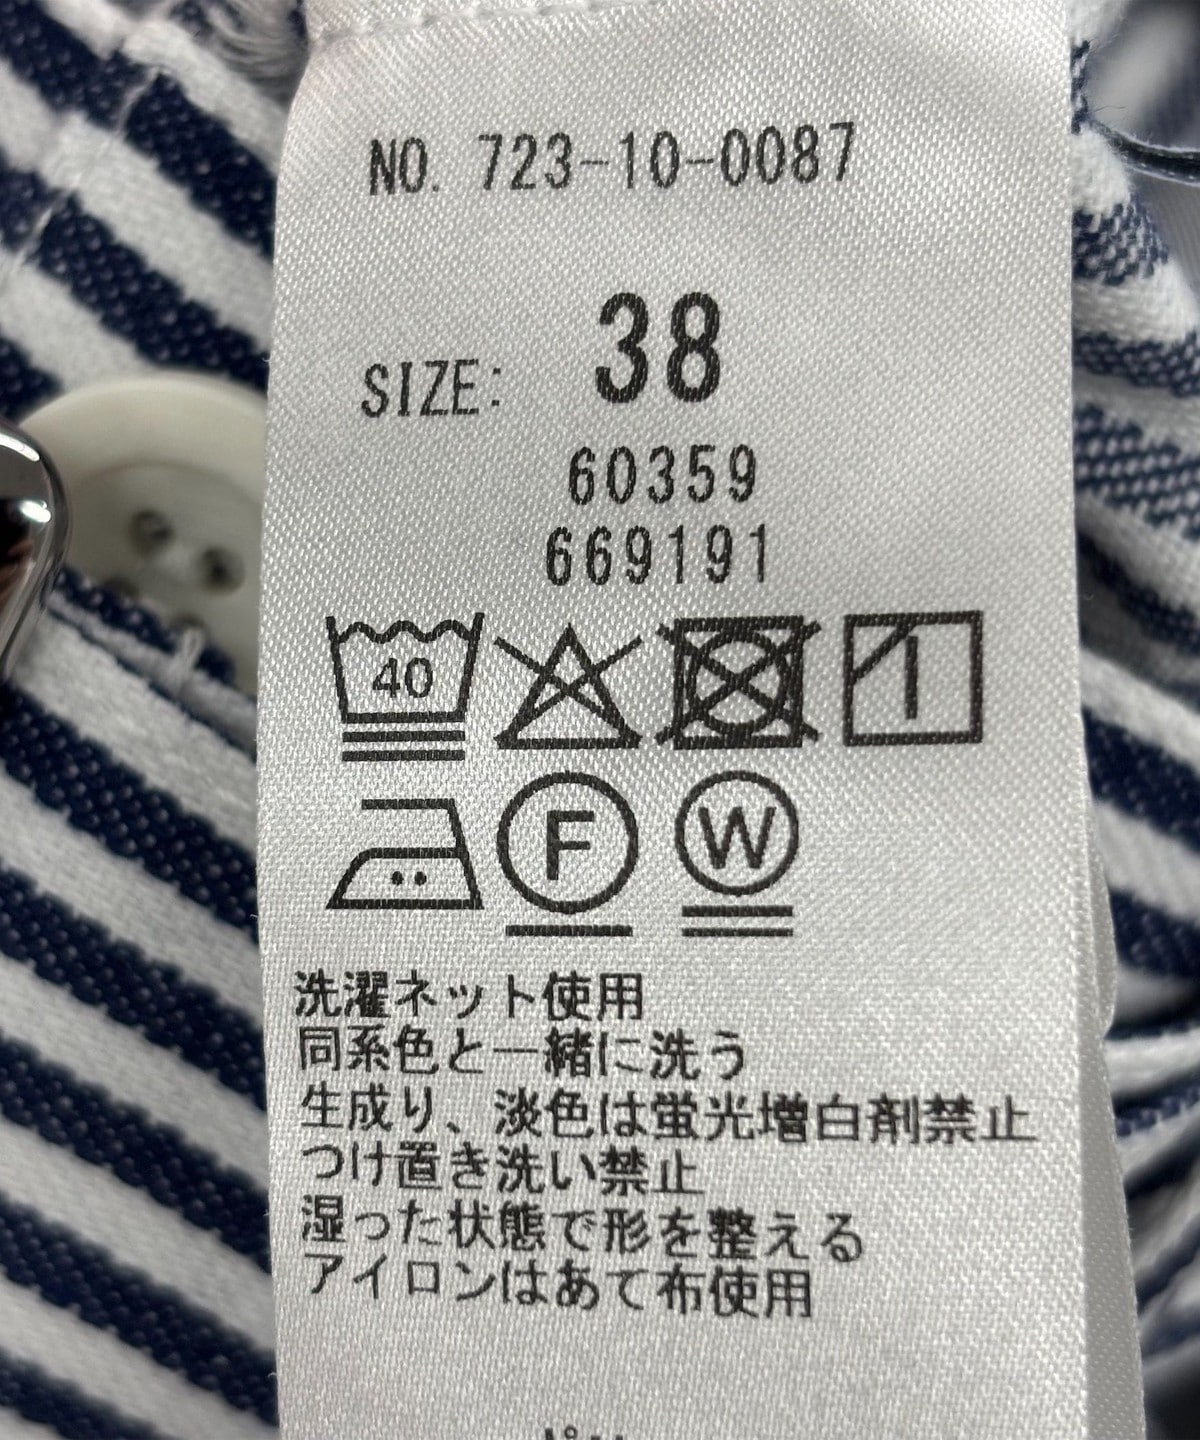 NO. 723-10-0087
SIZE: 38
60359
669191
40
F W
洗濯ネット使用
同系色と一緒に洗う
生成り、淡色は蛍光増白剤禁止
つけ置き洗い禁止
湿った状態で形を整える
アイロンはあて布使用